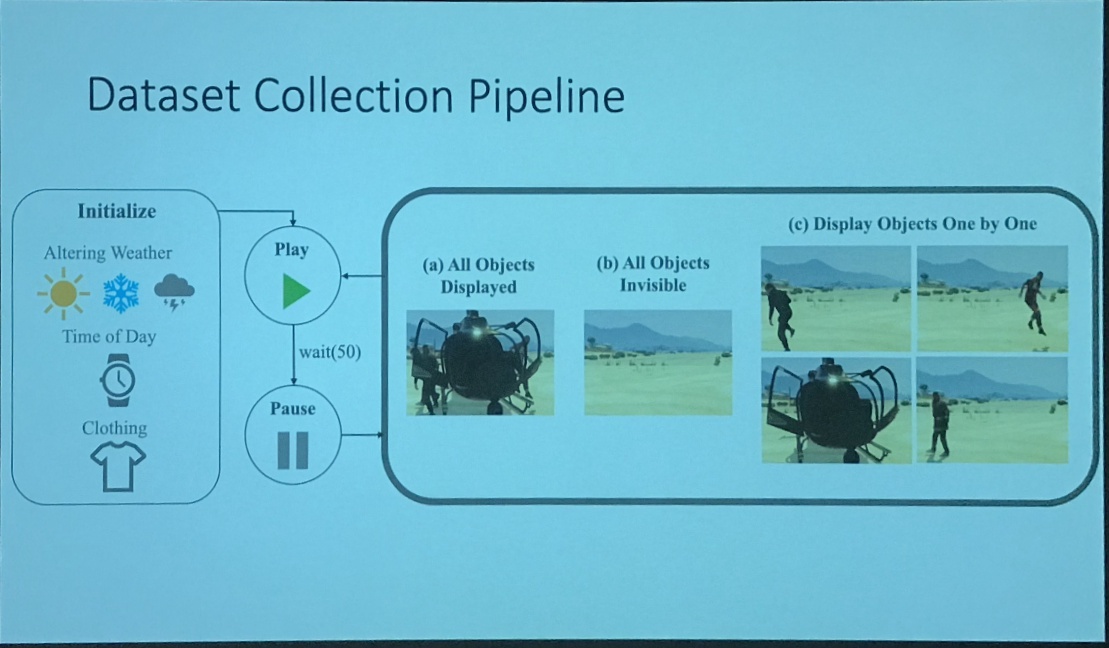 Dataset Collection Pipeline
Initialize
Altering Weather
Time of Day
Clothing
Play
wait(50)
Pause
(a) All Objects
Displayed
(b) All Objects
Invisible
(c) Display Objects One by One